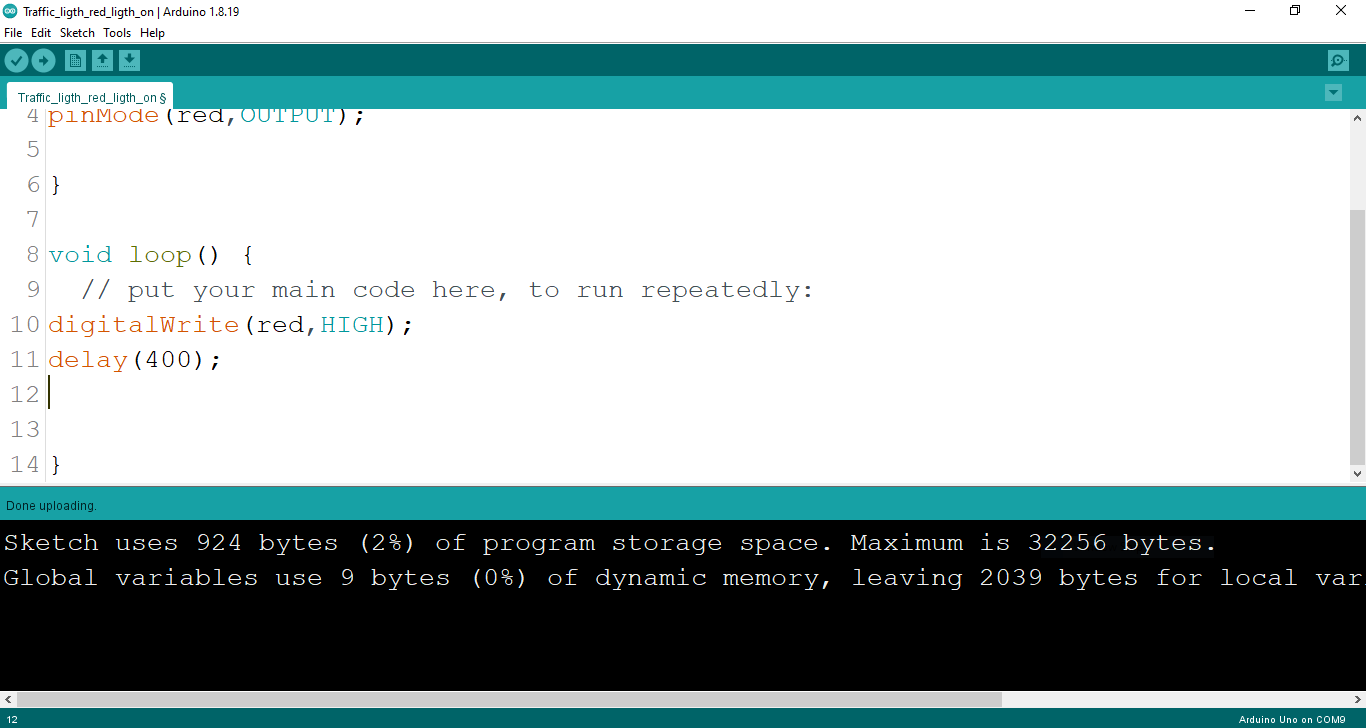 Traffic_ligth_red_ligth_on | Arduino 1.8.19
File Edit Sketch Tools Help
Traffic_ligth_red_ligth_on §
4 pinMode(red,OUTPUT);
5
6 }
7
8 void loop() {
9 // put your main code here, to run repeatedly:
10 digitalWrite(red,HIGH);
11 delay(400);
12
13
14 }
Done uploading.
Sketch uses 924 bytes (2%) of program storage space. Maximum is 32256 bytes.
Global variables use 9 bytes (0%) of dynamic memory, leaving 2039 bytes for local
12
Arduino Uno on COM9